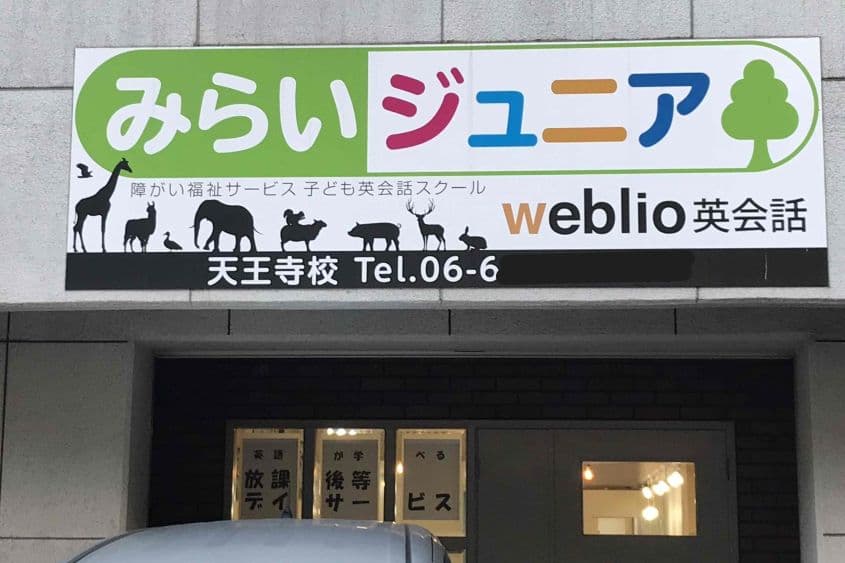 みらいジュニア
障がい福祉サービス 子ども英会話スクール
weblio英会話
天王寺校 Tel.06-6
英語が学べる
放課後等
デイサービス